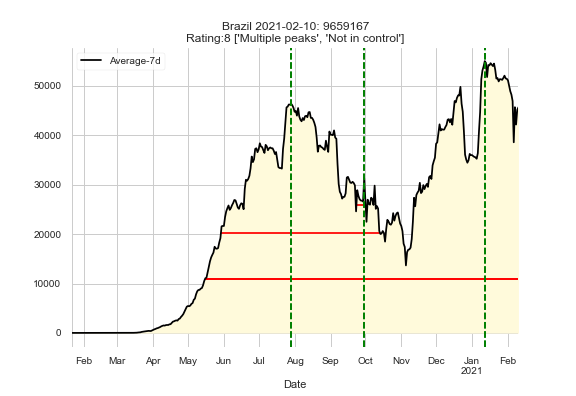 Brazil 2021-02-10: 9659167
Rating:8 ['Multiple peaks', 'Not in control']
Average-7d
50000
40000
30000
20000
10000
0
Feb Mar Apr May Jun Jul Aug Sep Oct Nov Dec Jan Feb
2021
Date